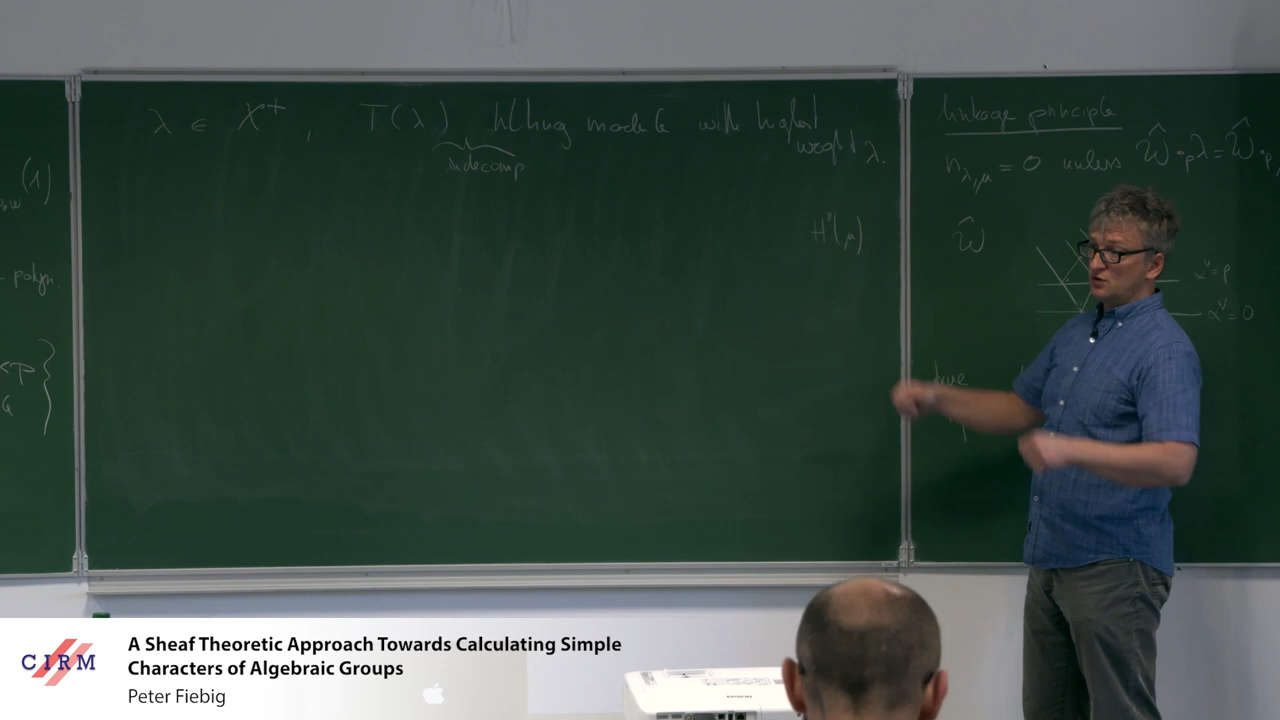 λ ∈ X⁺, T(λ) tilting module with highest
weight λ.
indecomp
H⁰(μ)
(1)
polyn.
linkage principle
n_{λ,μ} = 0 unless Ŵ·_p λ = Ŵ·_p
Ŵ
α^∨ = p
α^∨ = 0
CIRM
A Sheaf Theoretic Approach Towards Calculating Simple
Characters of Algebraic Groups
Peter Fiebig
EPSON